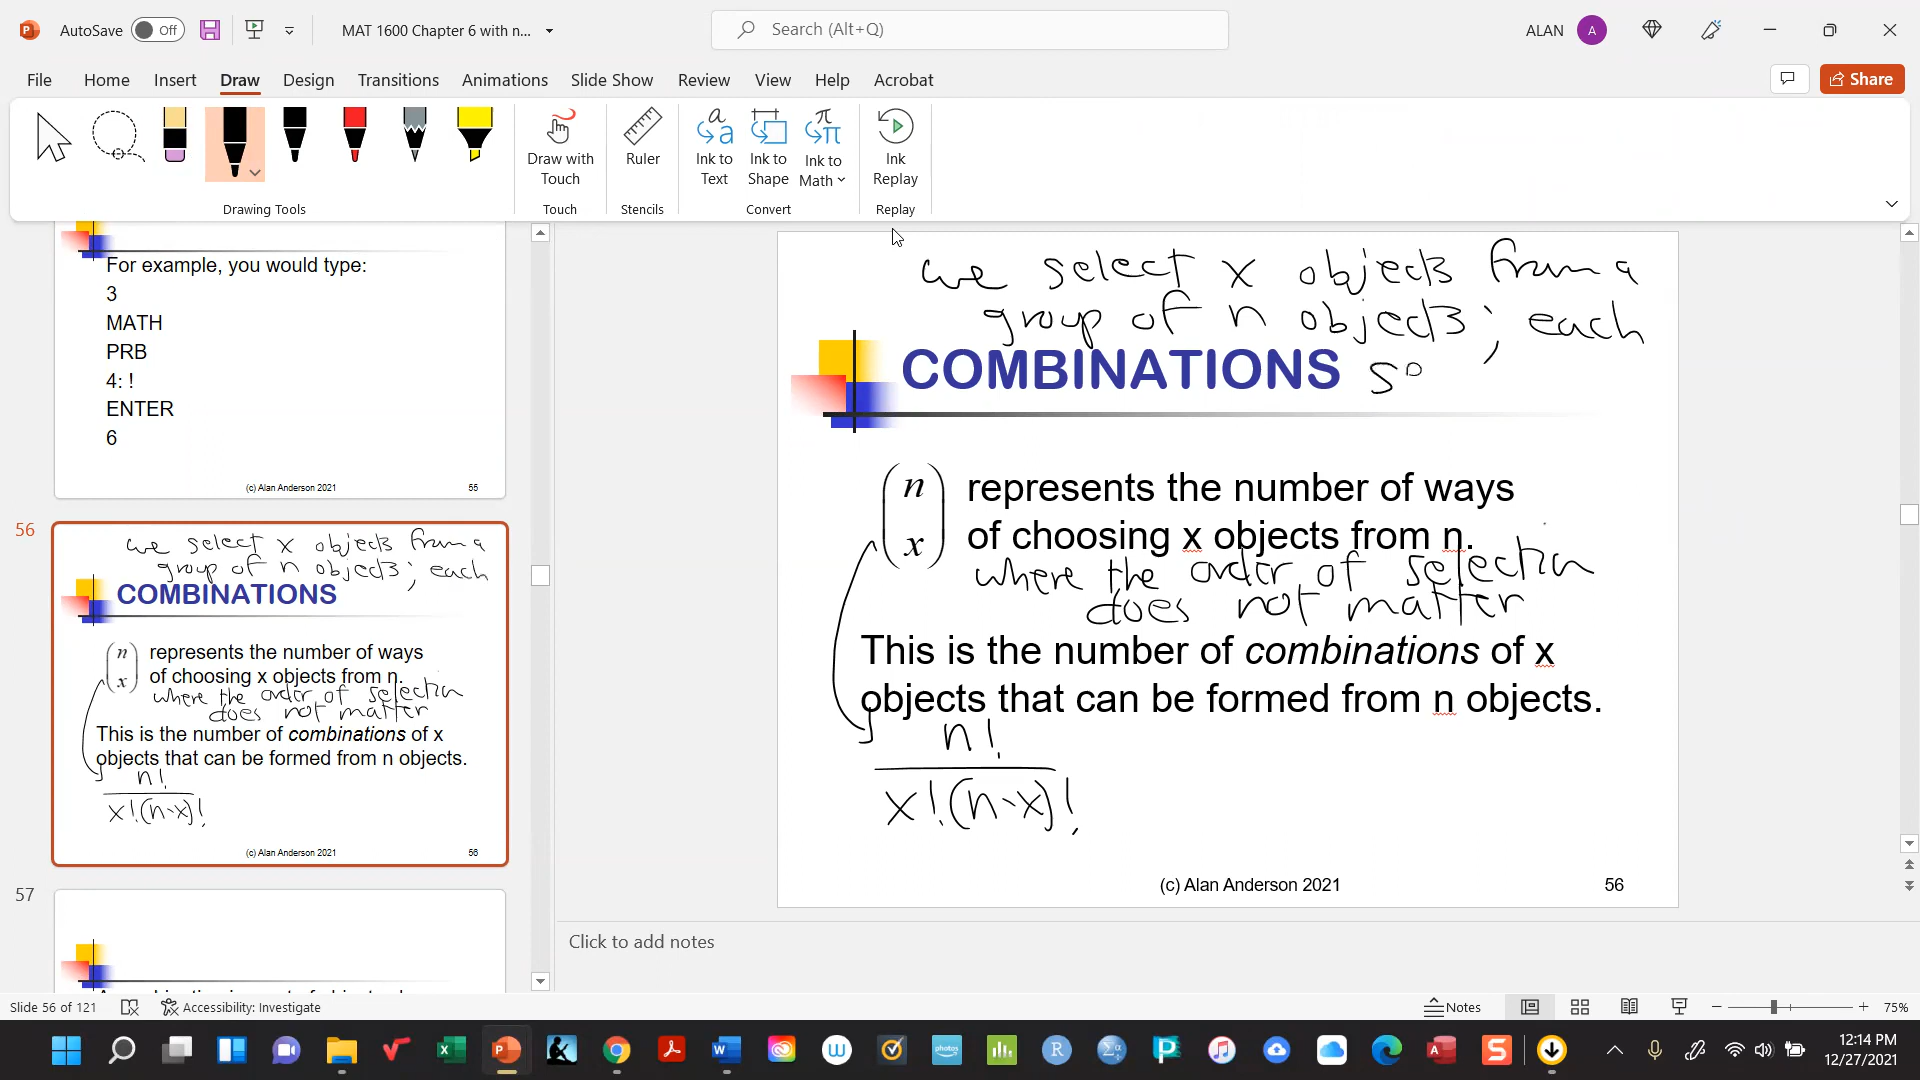 AutoSave Off
MAT 1600 Chapter 6 with n...
Search (Alt+Q)
ALAN A
File Home Insert Draw Design Transitions Animations Slide Show Review View Help Acrobat
Share
Draw with Touch
Ruler
Ink to Text
Ink to Shape
Ink to Math
Ink Replay
Drawing Tools
Touch
Stencils
Convert
Replay
For example, you would type:
3
MATH
PRB
4: !
ENTER
6
(c) Alan Anderson 2021 55
56
we select x objects from a
group of n objects; each
COMBINATIONS
n
x
represents the number of ways
of choosing x objects from n.
where the order of selection
does not matter
This is the number of combinations of x
objects that can be formed from n objects.
n!
x!(n-x)!
(c) Alan Anderson 2021 56
57
we select x objects from a
group of n objects; each
COMBINATIONS
n
x
represents the number of ways
of choosing x objects from n.
where the order of selection
does not matter
This is the number of combinations of x
objects that can be formed from n objects.
n!
x!(n-x)!
(c) Alan Anderson 2021 56
Click to add notes
Slide 56 of 121 Accessibility: Investigate Notes 75%
12:14 PM
12/27/2021